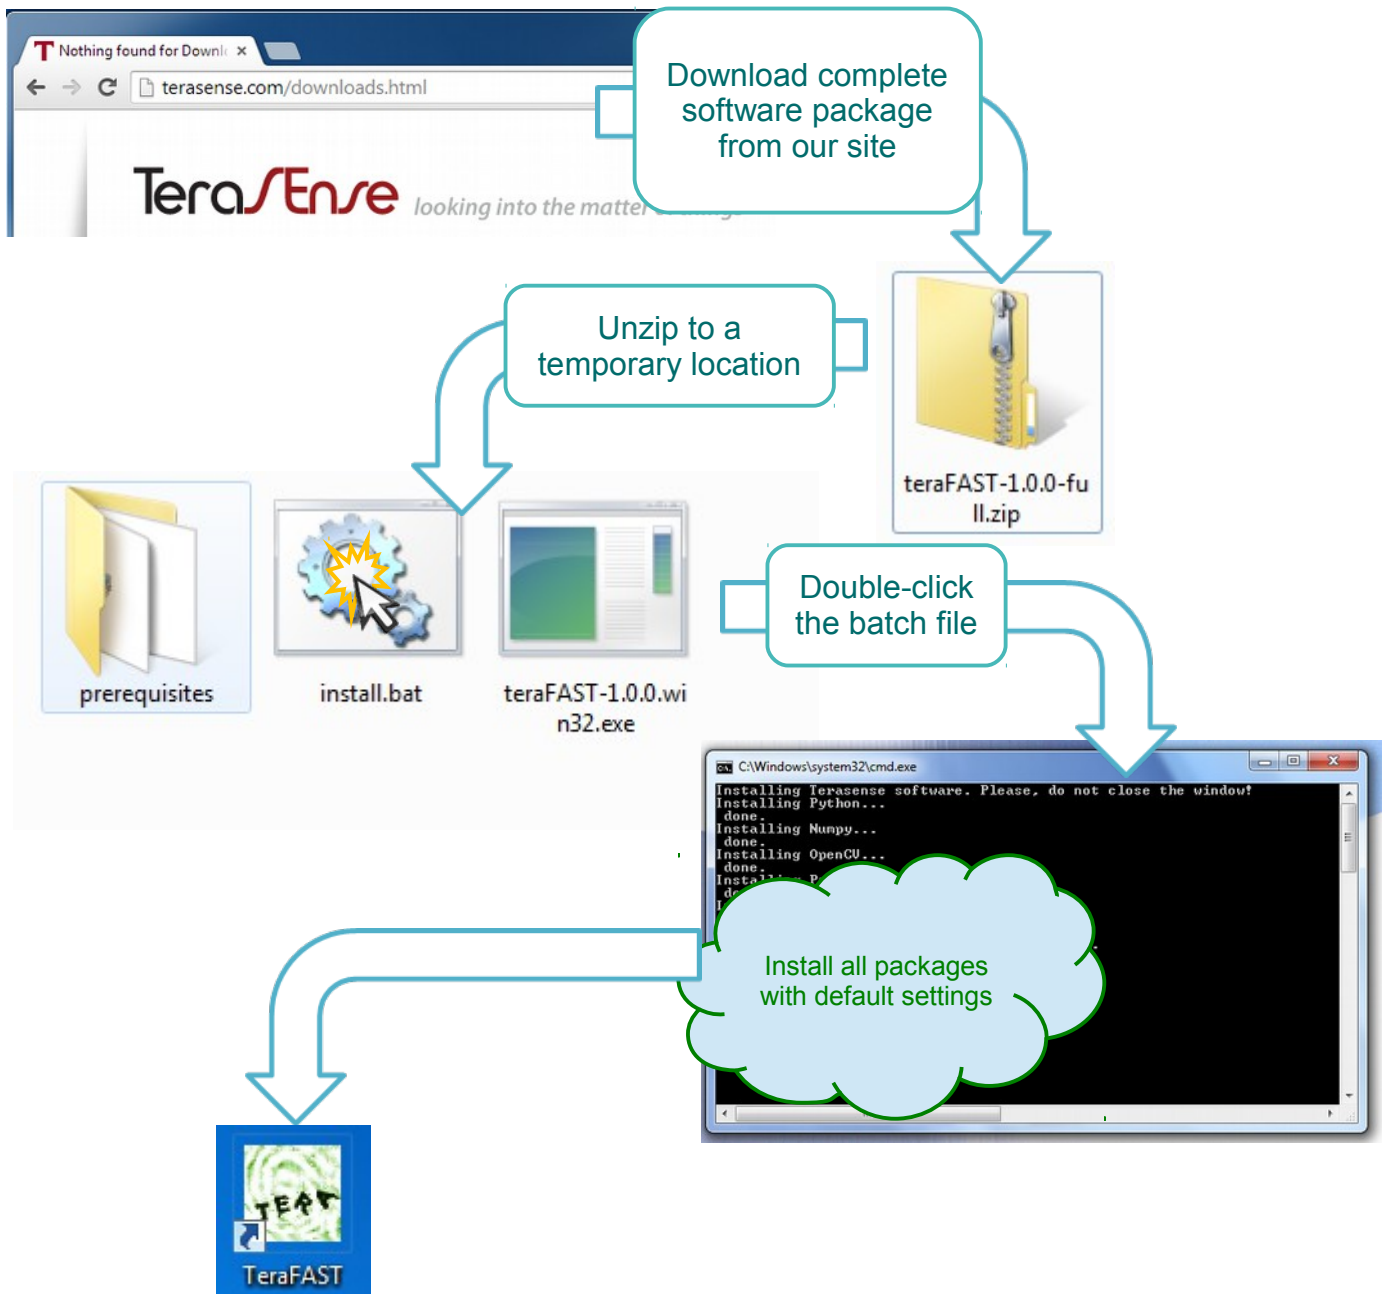 Nothing found for Downl
terasense.com/downloads.html
Download complete
software package
from our site
TeraSEnse looking into the matter
Unzip to a
temporary location
teraFAST-1.0.0-fu
ll.zip
Double-click
the batch file
prerequisites
install.bat
teraFAST-1.0.0.wi
n32.exe
C:\Windows\system32\cmd.exe
Installing Terasense software. Please, do not close the window!
Installing Python...
done.
Installing Numpy...
done.
Installing OpenCV...
done.
Install all packages
with default settings
TeraFAST